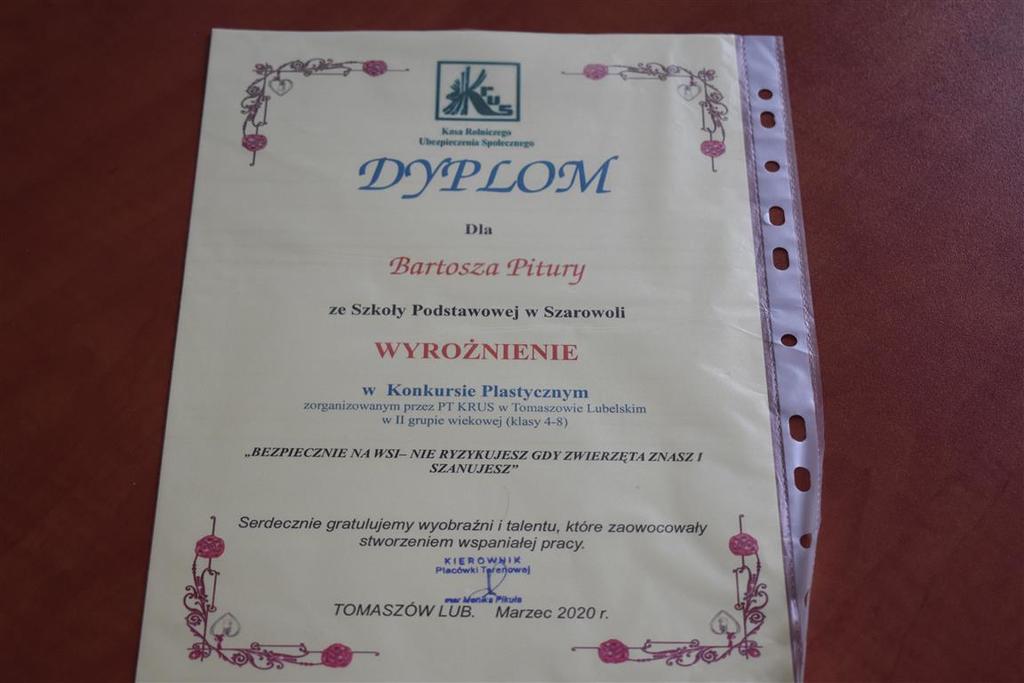 Krus
Kasa Rolniczego
Ubezpieczenia Społecznego
DYPLOM
Dla
Bartosza Pitury
ze Szkoły Podstawowej w Szarowoli
WYROŻNIENIE
w Konkursie Plastycznym
zorganizowanym przez PT KRUS w Tomaszowie Lubelskim
w II grupie wiekowej (klasy 4-8)
„BEZPIECZNIE NA WSI– NIE RYZYKUJESZ GDY ZWIERZĘTA ZNASZ I
SZANUJESZ”
Serdecznie gratulujemy wyobraźni i talentu, które zaowocowały
stworzeniem wspaniałej pracy.
KIEROWNIK
Placówki Terenowej
Monika Pikuła
TOMASZÓW LUB. Marzec 2020 r.